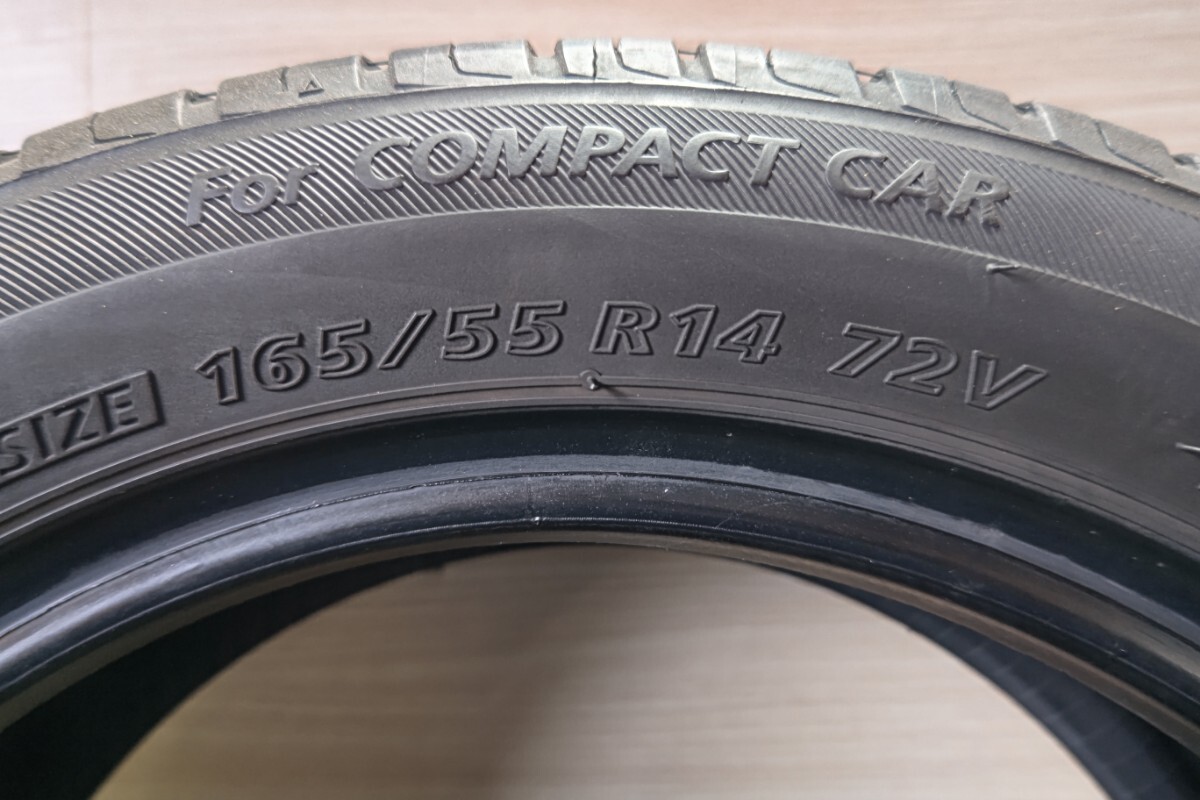 For COMPACT CAR
SIZE 165/55 R14 72V